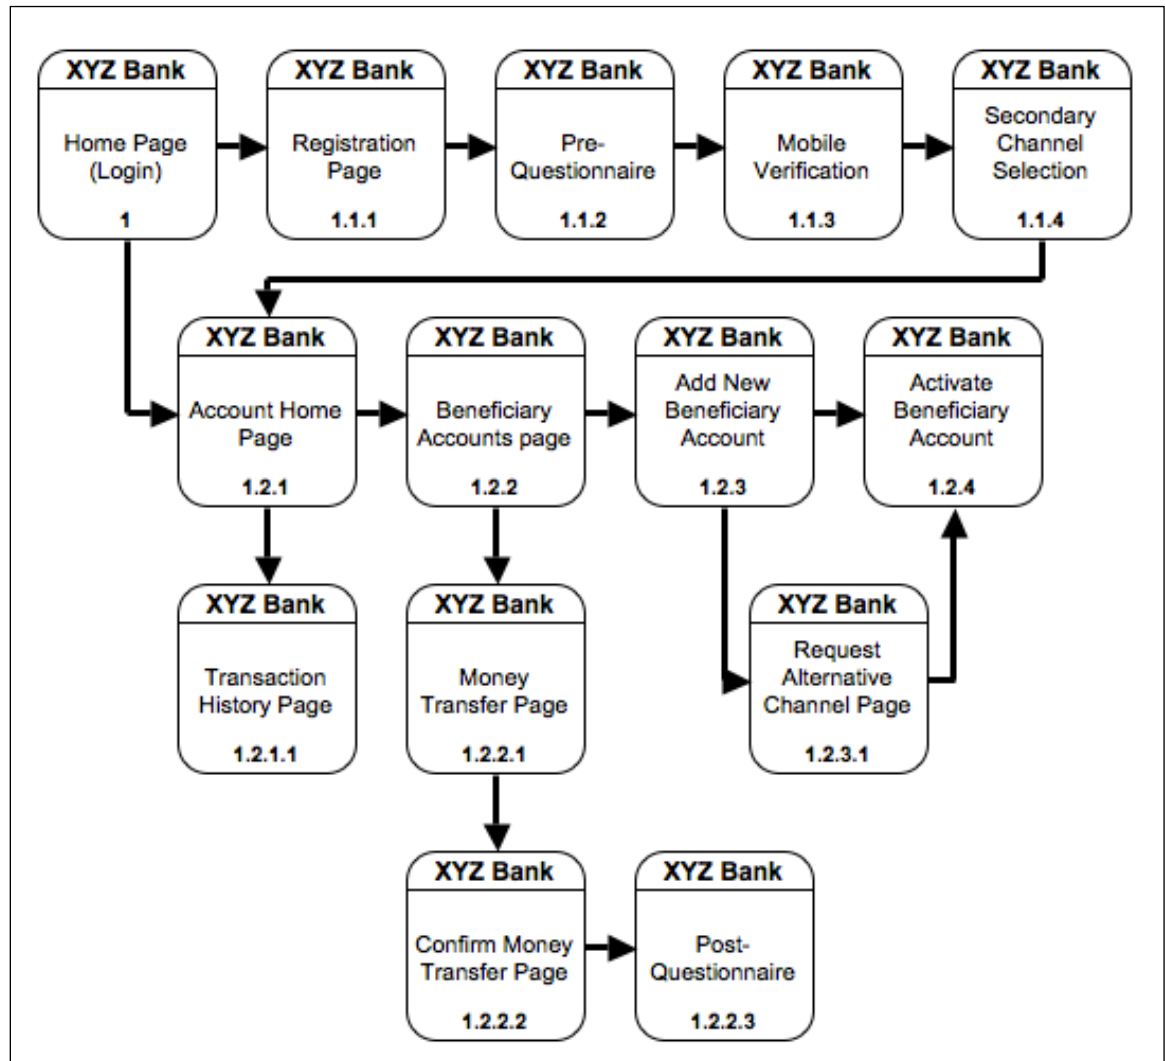 XYZ Bank
Home Page
(Login)
1
XYZ Bank
Registration
Page
1.1.1
XYZ Bank
Pre-
Questionnaire
1.1.2
XYZ Bank
Mobile
Verification
1.1.3
XYZ Bank
Secondary
Channel
Selection
1.1.4
XYZ Bank
Account Home
Page
1.2.1
XYZ Bank
Beneficiary
Accounts page
1.2.2
XYZ Bank
Add New
Beneficiary
Account
1.2.3
XYZ Bank
Activate
Beneficiary
Account
1.2.4
XYZ Bank
Transaction
History Page
1.2.1.1
XYZ Bank
Money
Transfer Page
1.2.2.1
XYZ Bank
Request
Alternative
Channel Page
1.2.3.1
XYZ Bank
Confirm Money
Transfer Page
1.2.2.2
XYZ Bank
Post-
Questionnaire
1.2.2.3